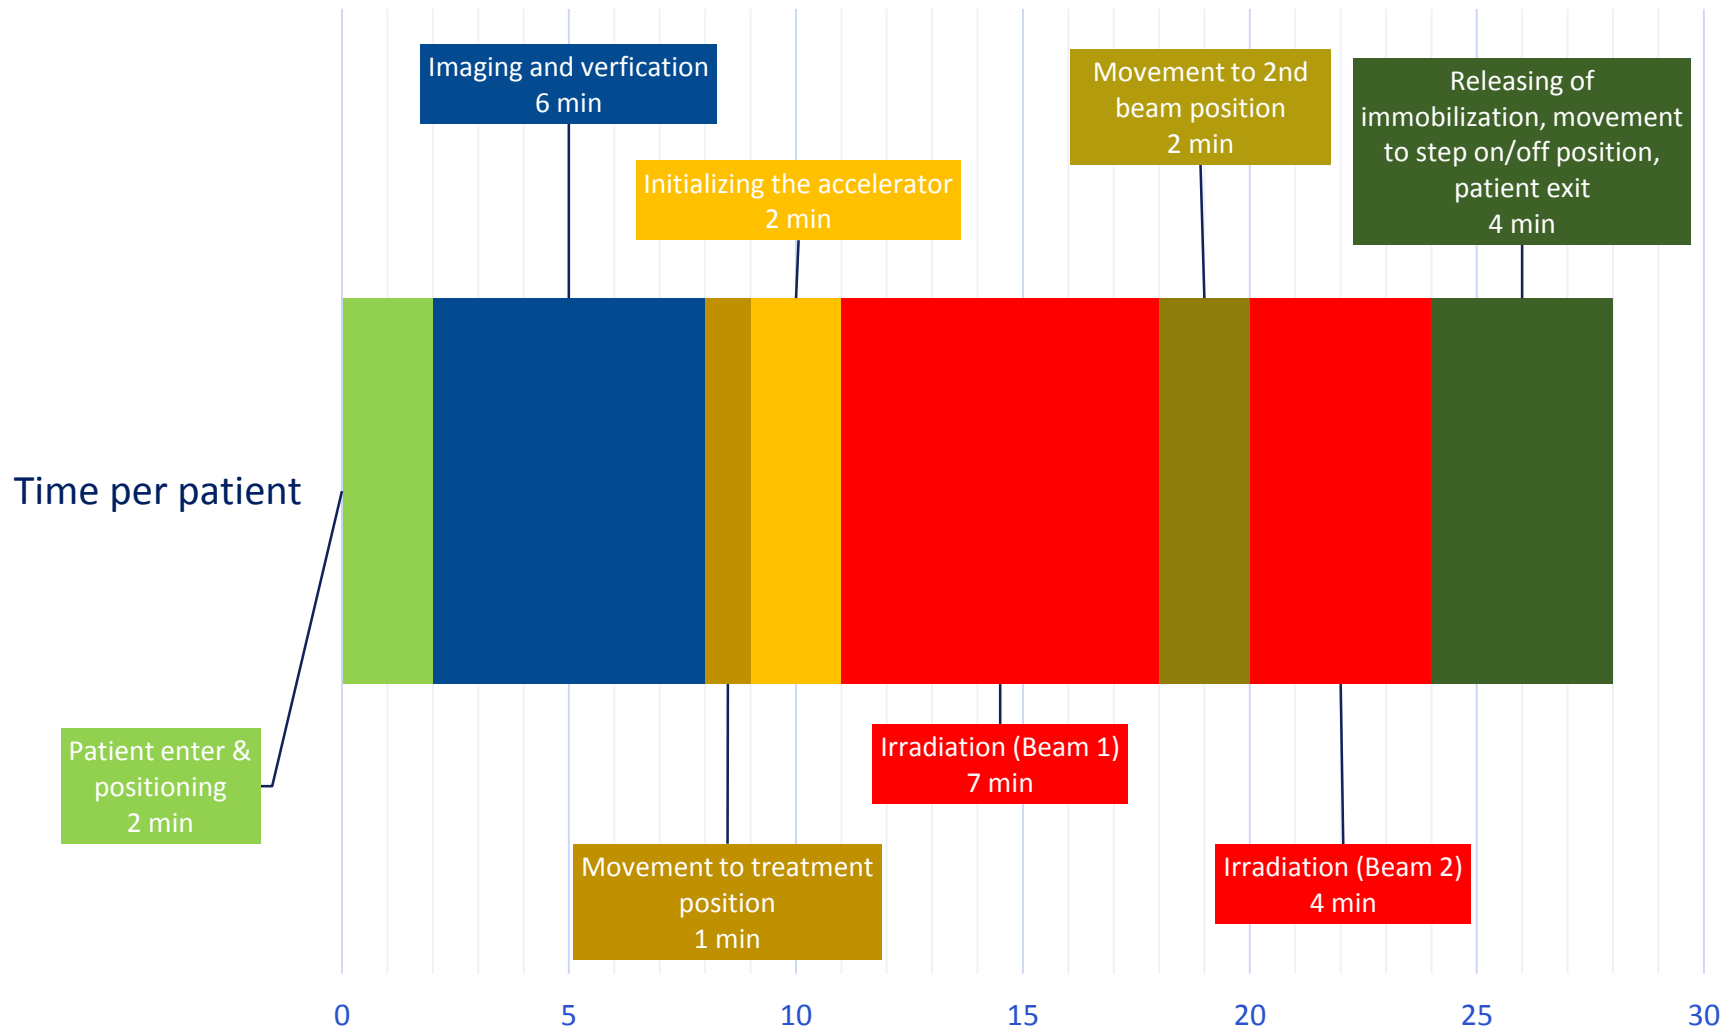 Imaging and verfication
6 min
Movement to 2nd
beam position
2 min
Releasing of
immobilization, movement
to step on/off position,
patient exit
4 min
Initializing the accelerator
2 min
Time per patient
Patient enter &
positioning
2 min
Irradiation (Beam 1)
7 min
Movement to treatment
position
1 min
Irradiation (Beam 2)
4 min
0 5 10 15 20 25 30